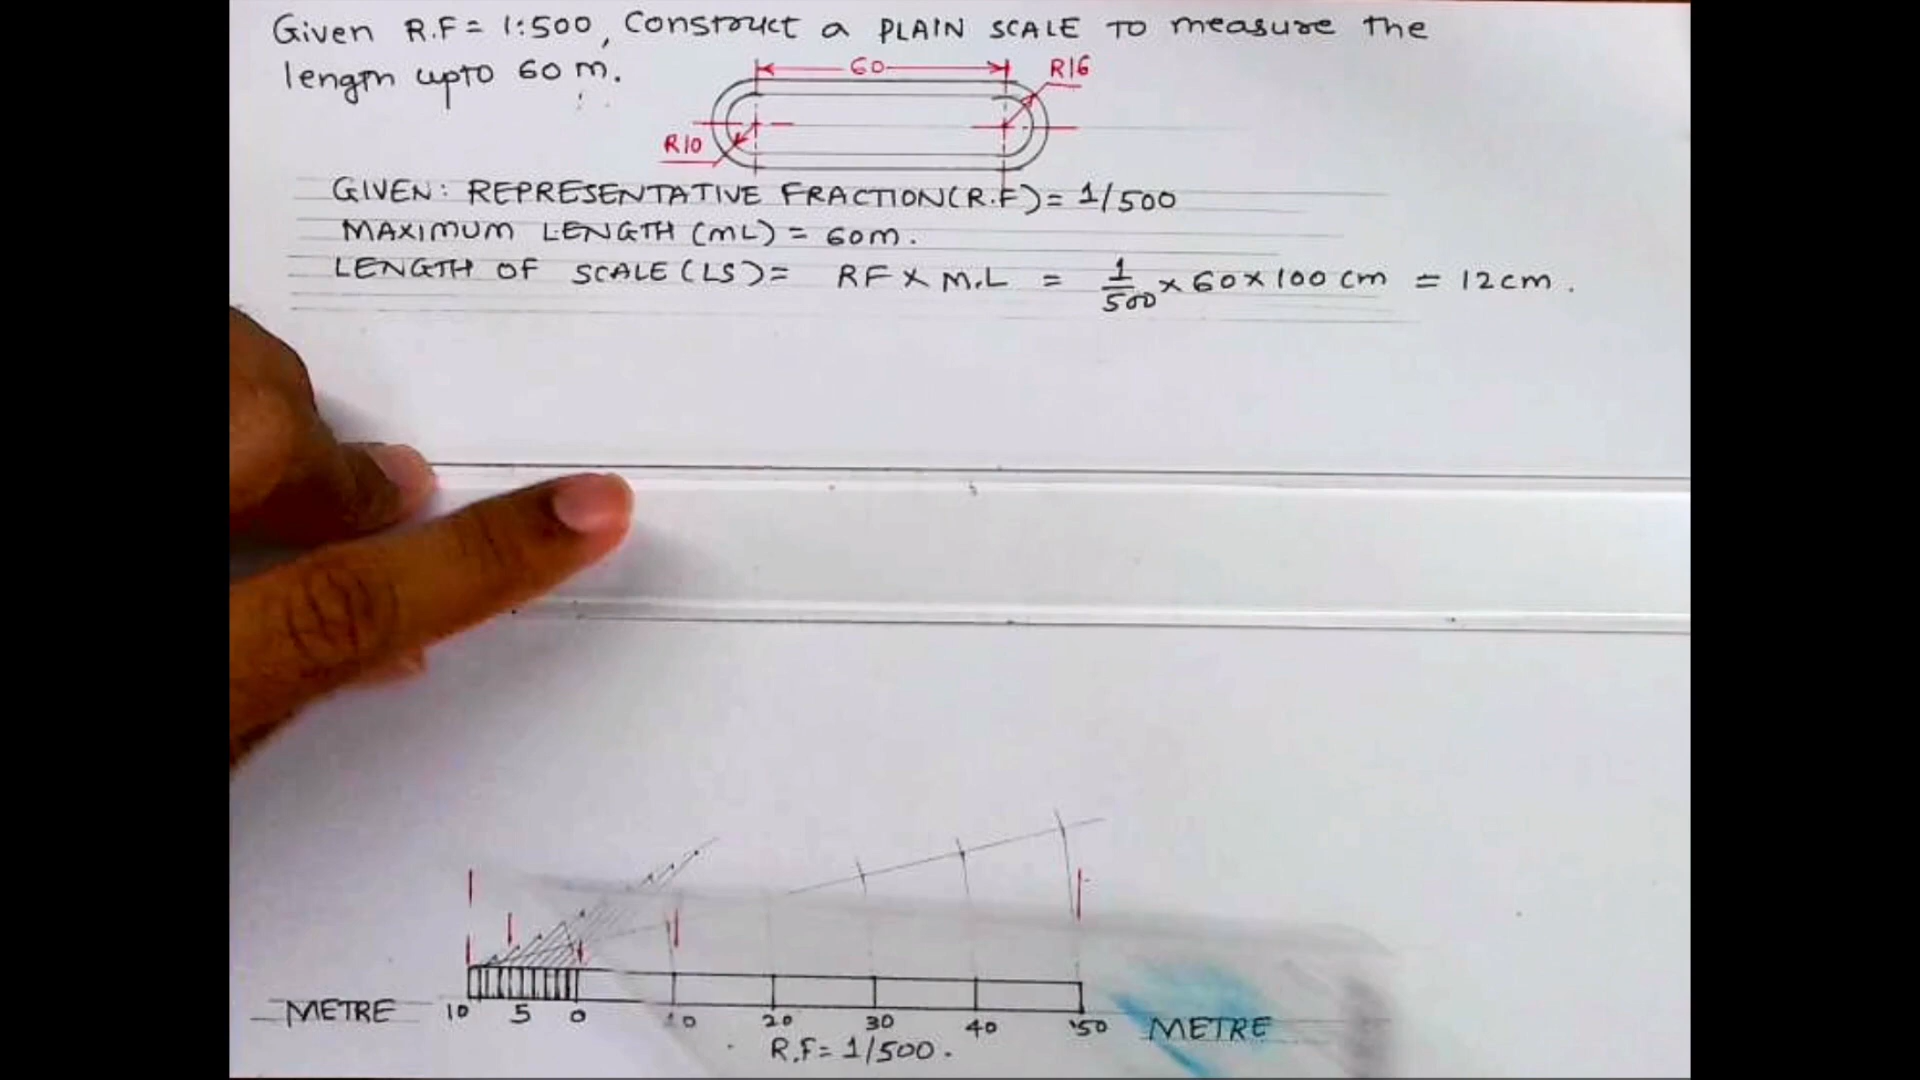 Given R.F = 1:500, Construct a PLAIN SCALE TO measure the
length upto 60 m.
60
R16
R10
GIVEN: REPRESENTATIVE FRACTION(R.F) = 1/500
MAXIMUM LENGTH (ML) = 60m.
LENGTH OF SCALE (LS) = RF X M.L = 1/500 x 60 x 100 cm = 12cm.
METRE 10 5 0 10 20 30 40 50 METRE
R.F = 1/500.